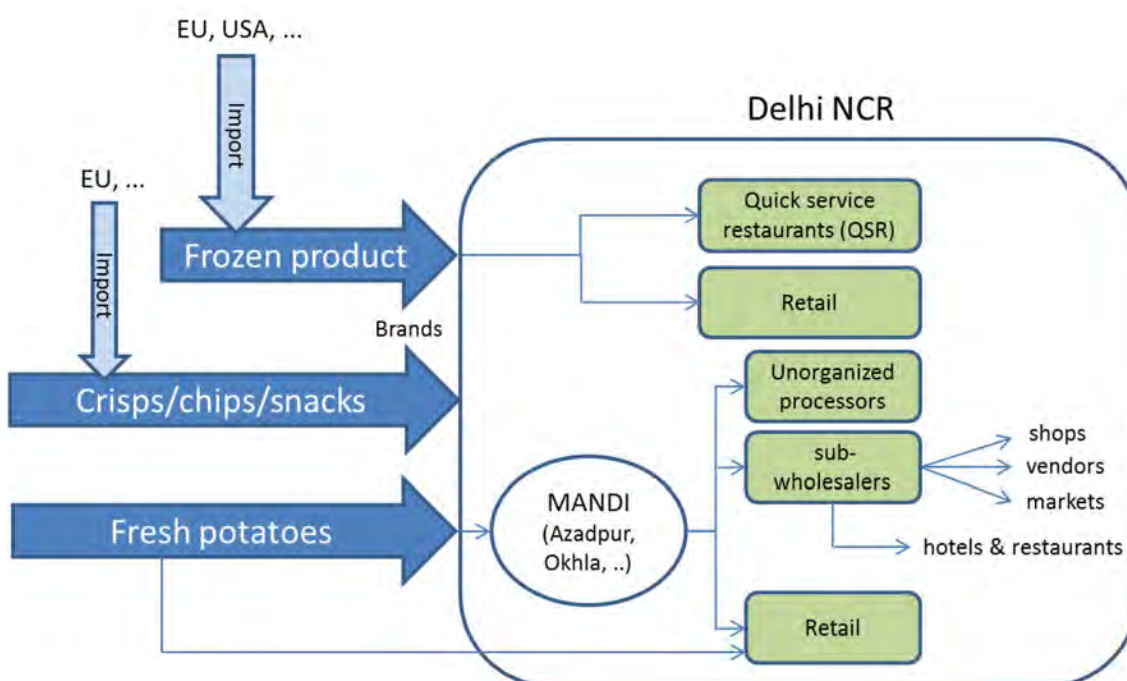 EU, USA, ...
Import
Delhi NCR
EU, ...
Import
Quick service
restaurants (QSR)
Frozen product
Retail
Brands
Crisps/chips/snacks
Unorganized
processors
sub-
wholesalers
shops
vendors
markets
MANDI
(Azadpur,
Okhla, ..)
Fresh potatoes
hotels & restaurants
Retail